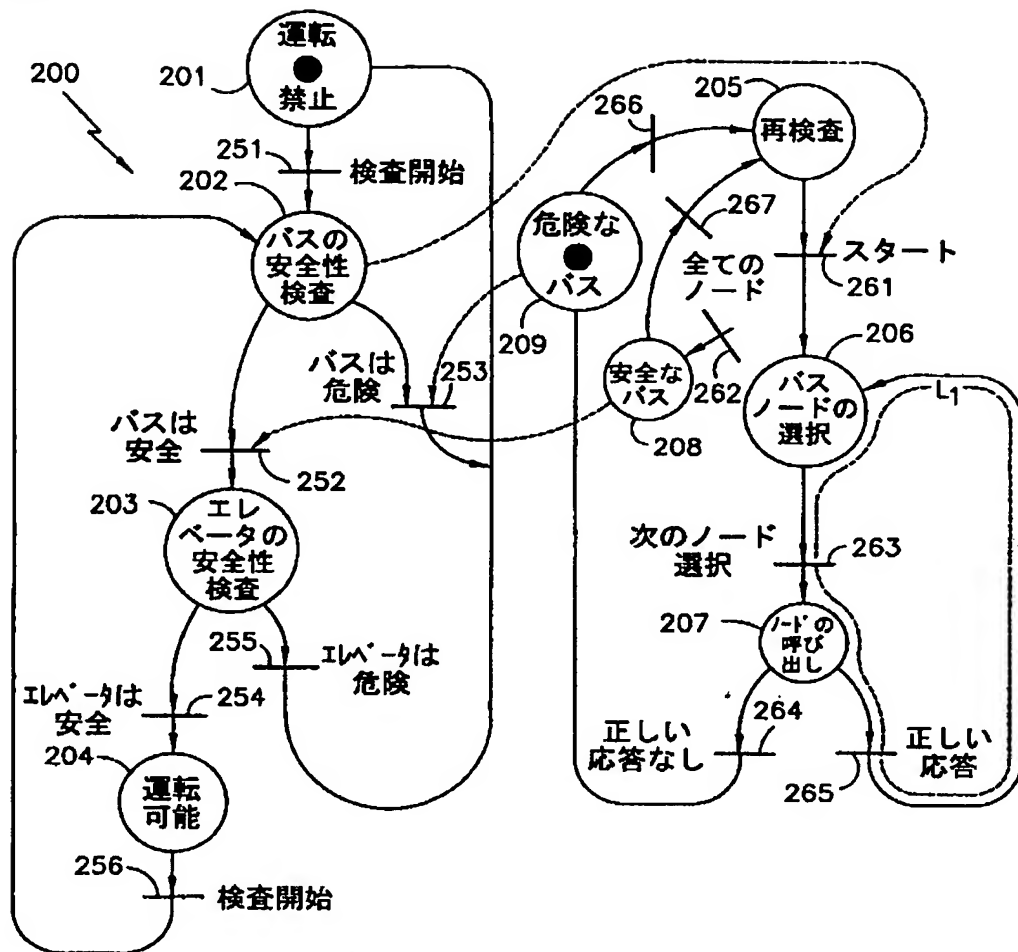 200
201
運転
禁止
251
検査開始
202
バスの
安全性
検査
266
205
再検査
267
危険な
バス
209
全ての
ノード
スタート
261
206
262
安全な
バス
208
バスは
危険
253
バス
ノードの
選択
L1
バスは
安全
252
203
エレ
ベータの
安全性
検査
次のノード
選択
263
207
ノードの
呼び
出し
255
エレベータは
危険
エレベータは
安全
254
264
正しい
応答なし
265
正しい
応答
204
運転
可能
256
検査開始